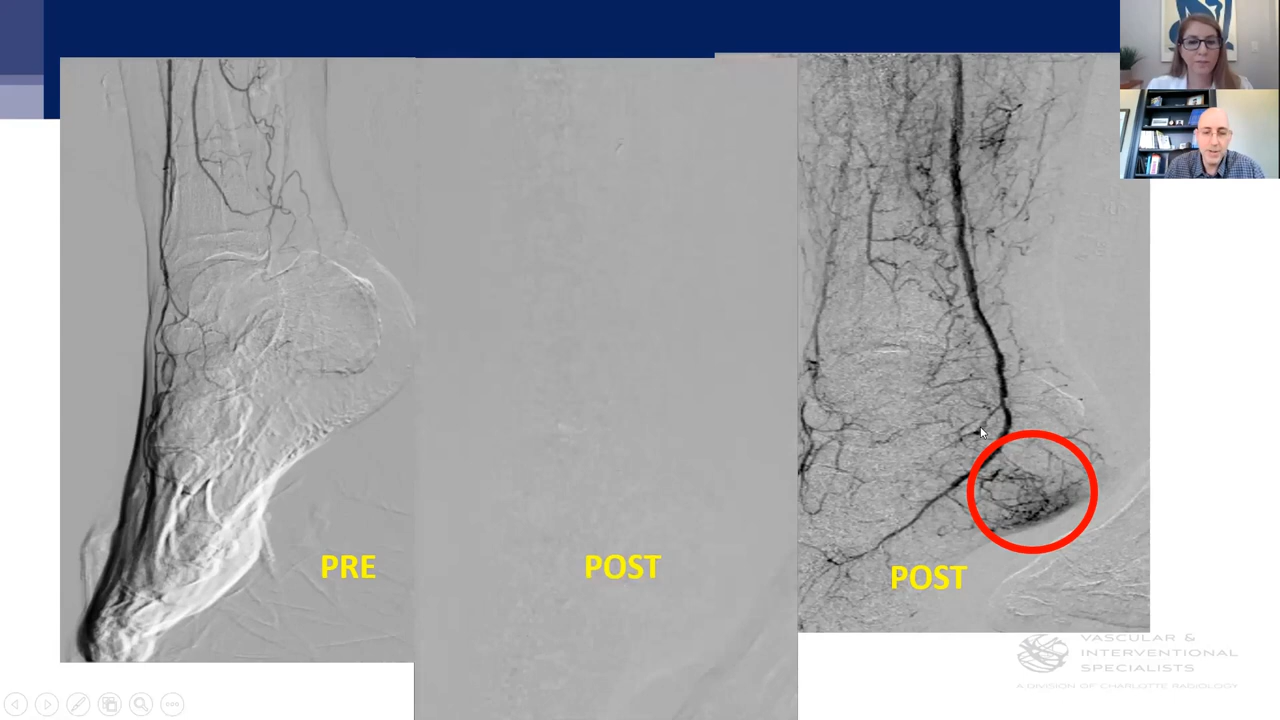 PRE
POST
POST
VASCULAR &
INTERVENTIONAL
SPECIALISTS
A DIVISION OF CHARLOTTE RADIOLOGY